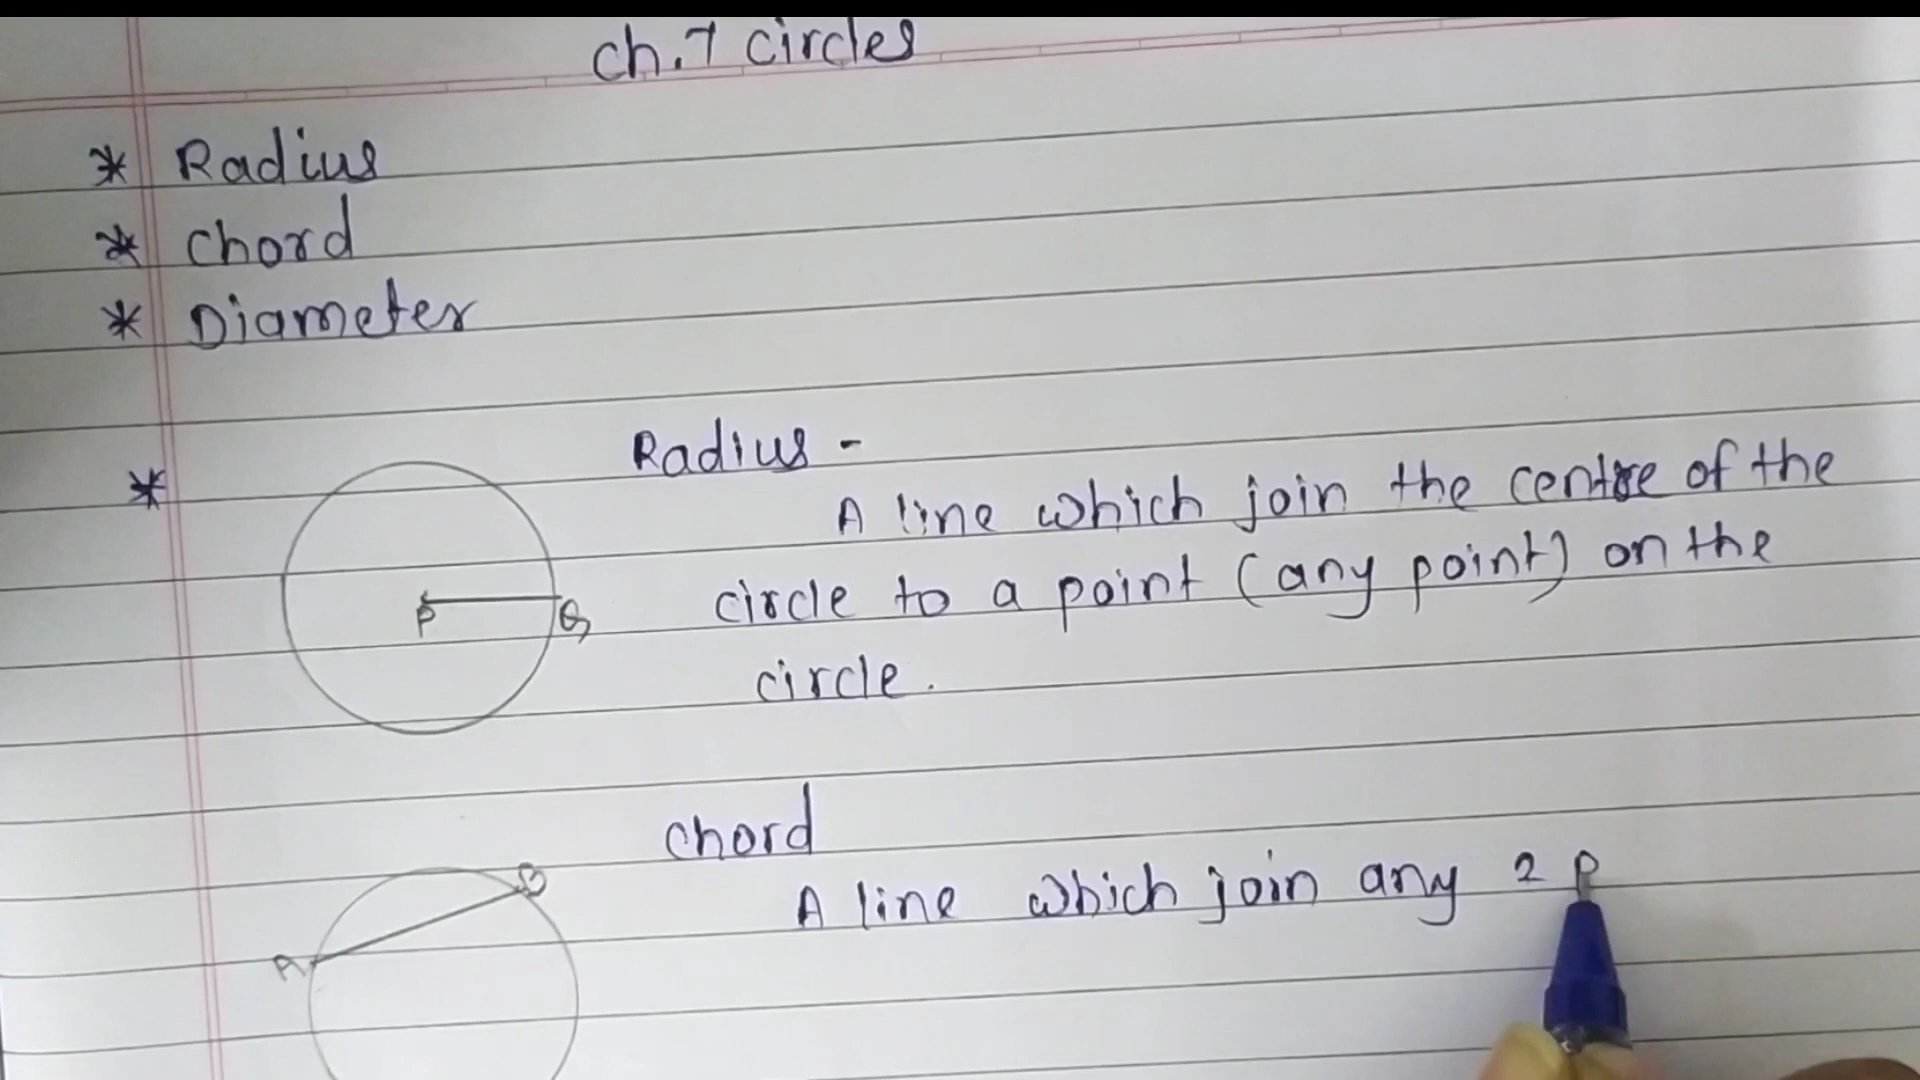 ch.7 circles
* Radius
* chord
* Diameter
*
Radius -
A line which join the centre of the
circle to a point (any point) on the
circle.
P Q
chord
A line which join any 2 p
A B